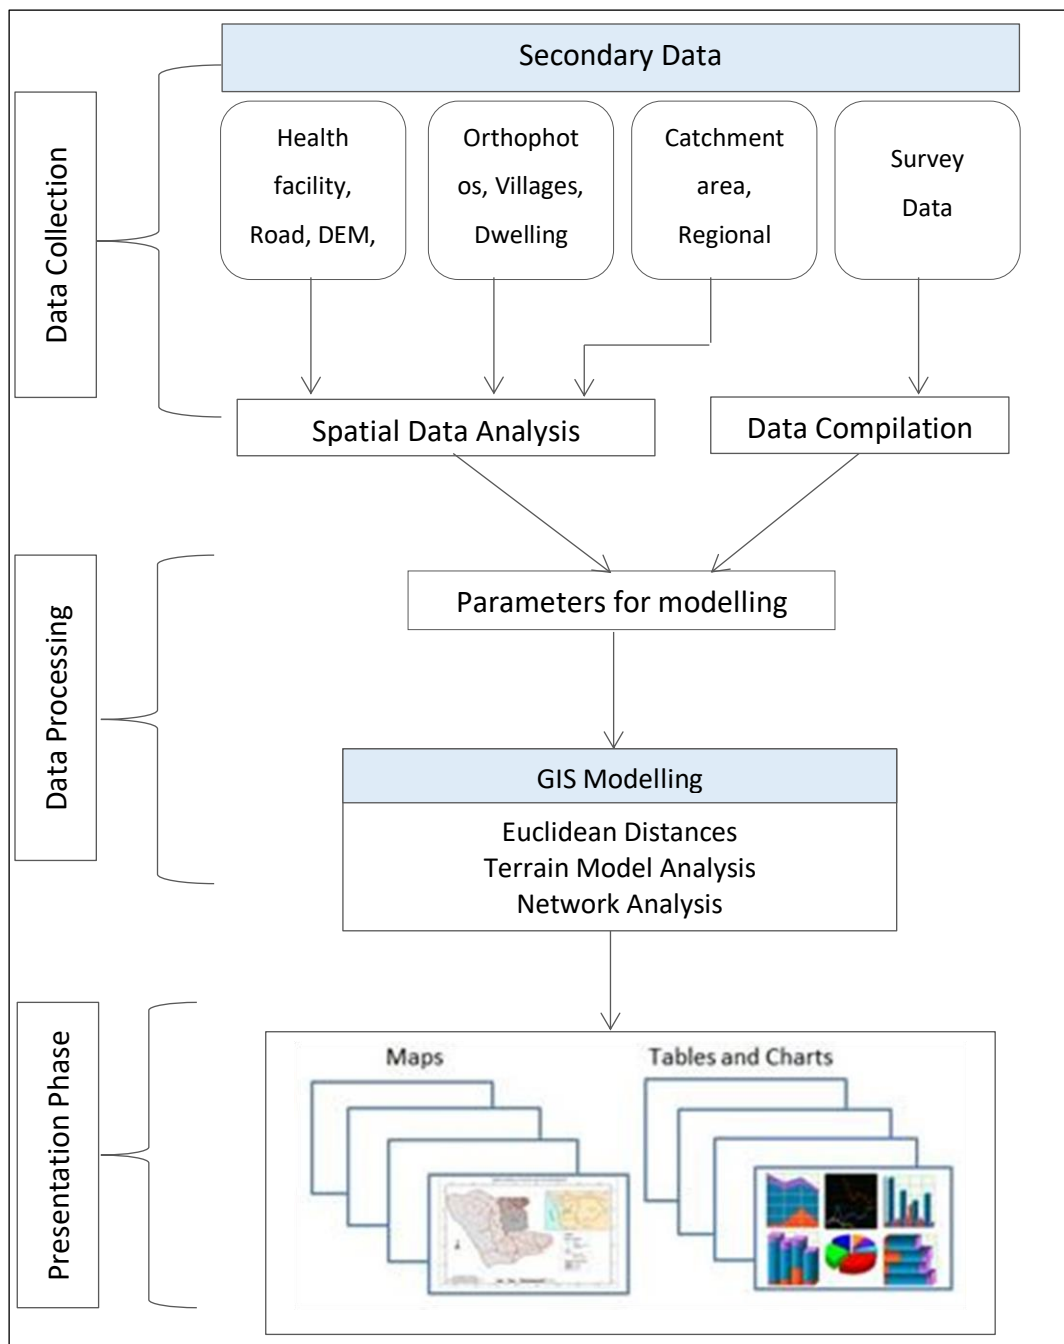 Secondary Data
Data Collection
Health
facility,
Road, DEM,
Orthophot
os, Villages,
Dwelling
Catchment
area,
Regional
Survey
Data
Spatial Data Analysis
Data Compilation
Data Processing
Parameters for modelling
GIS Modelling
Euclidean Distances
Terrain Model Analysis
Network Analysis
Presentation Phase
Maps
Tables and Charts